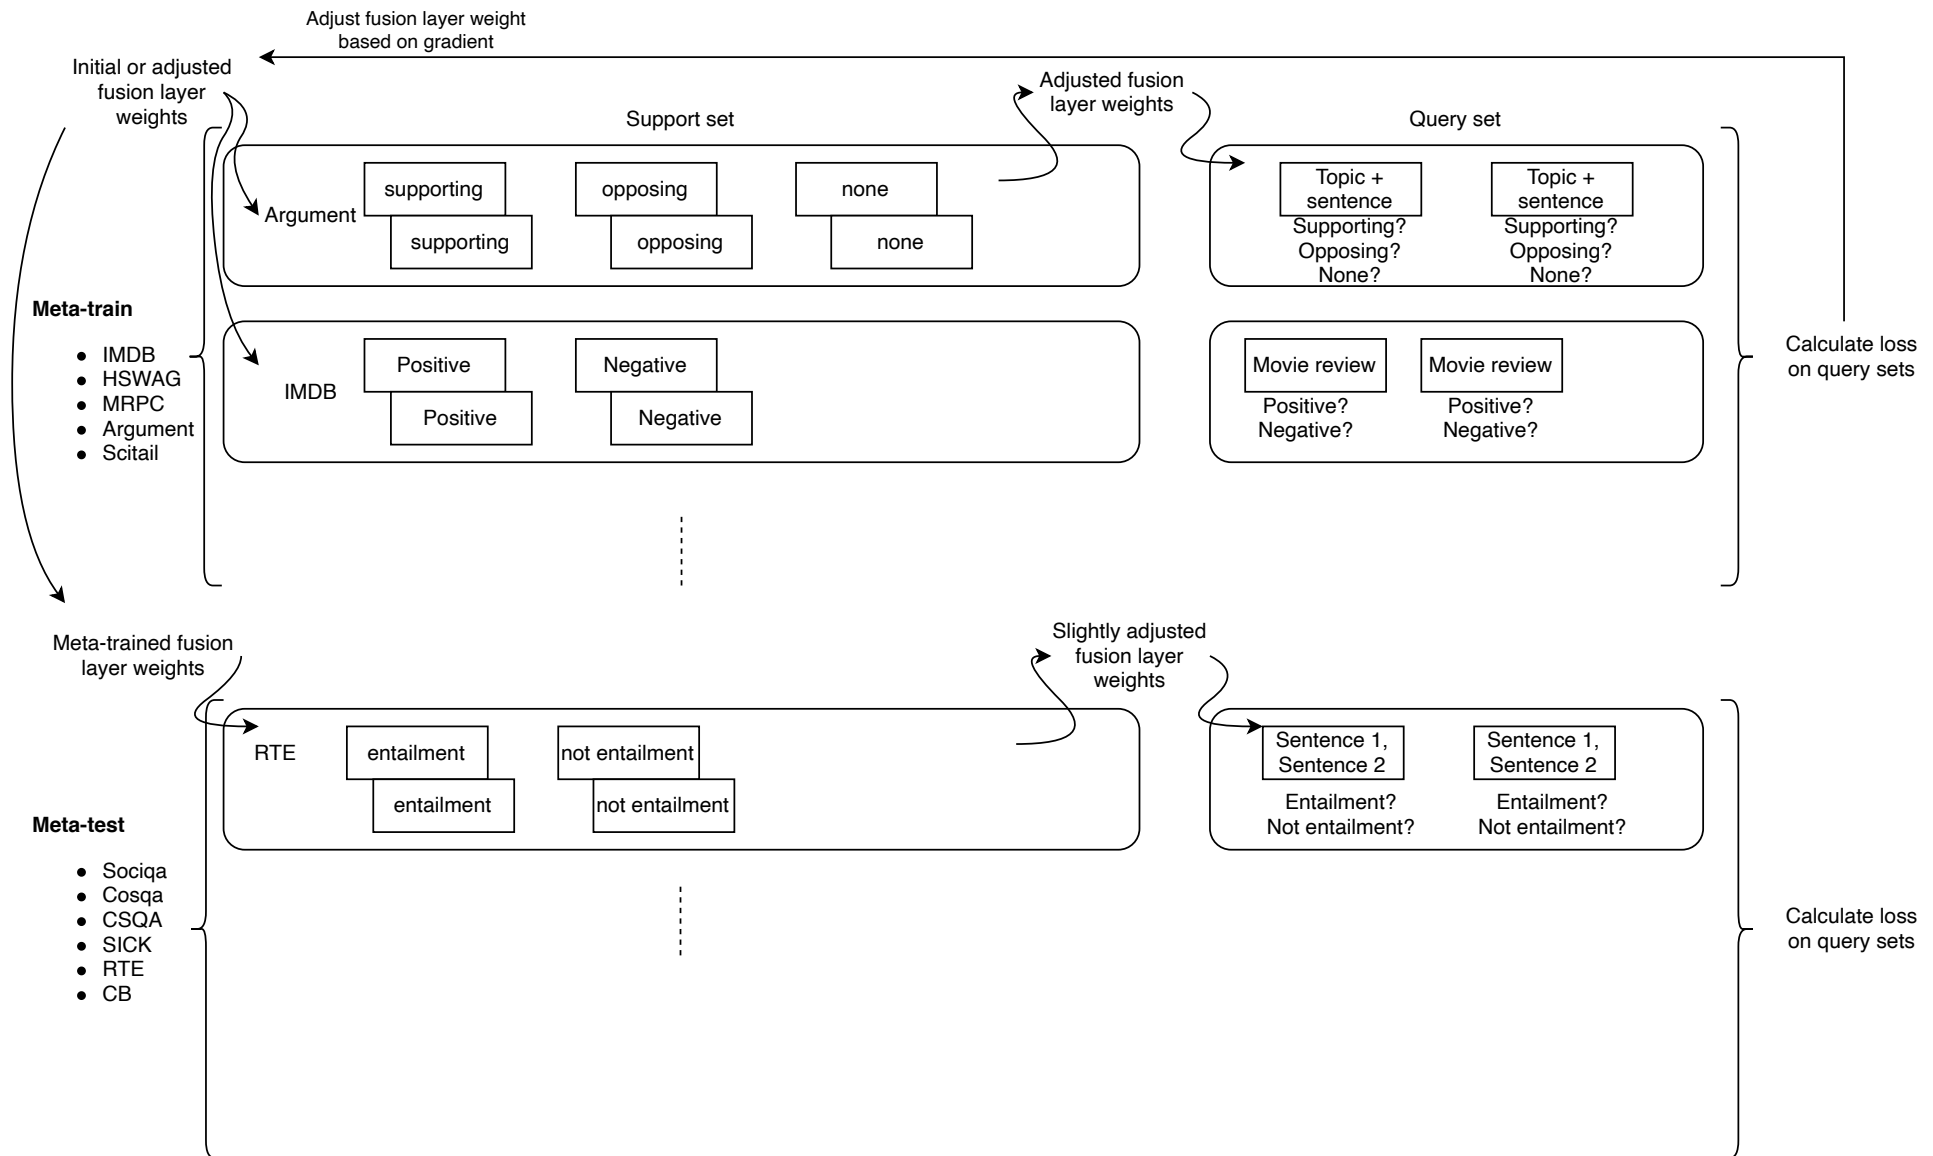 Adjust fusion layer weight
based on gradient
Initial or adjusted
fusion layer
weights
Adjusted fusion
layer weights
Support set
Query set
Argument
supporting
supporting
opposing
opposing
none
none
Topic +
sentence
Supporting?
Opposing?
None?
Topic +
sentence
Supporting?
Opposing?
None?
Meta-train
● IMDB
● HSWAG
● MRPC
● Argument
● Scitail
IMDB
Positive
Positive
Negative
Negative
Movie review
Positive?
Negative?
Movie review
Positive?
Negative?
Calculate loss
on query sets
Meta-trained fusion
layer weights
Slightly adjusted
fusion layer
weights
RTE
entailment
entailment
not entailment
not entailment
Sentence 1,
Sentence 2
Entailment?
Not entailment?
Sentence 1,
Sentence 2
Entailment?
Not entailment?
Meta-test
● Sociqa
● Cosqa
● CSQA
● SICK
● RTE
● CB
Calculate loss
on query sets